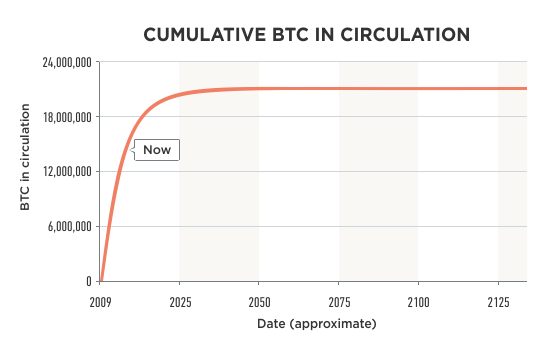 CUMULATIVE BTC IN CIRCULATION
24,000,000
18,000,000
12,000,000
6,000,000
0
BTC in circulation
Now
2009 2025 2050 2075 2100 2125
Date (approximate)